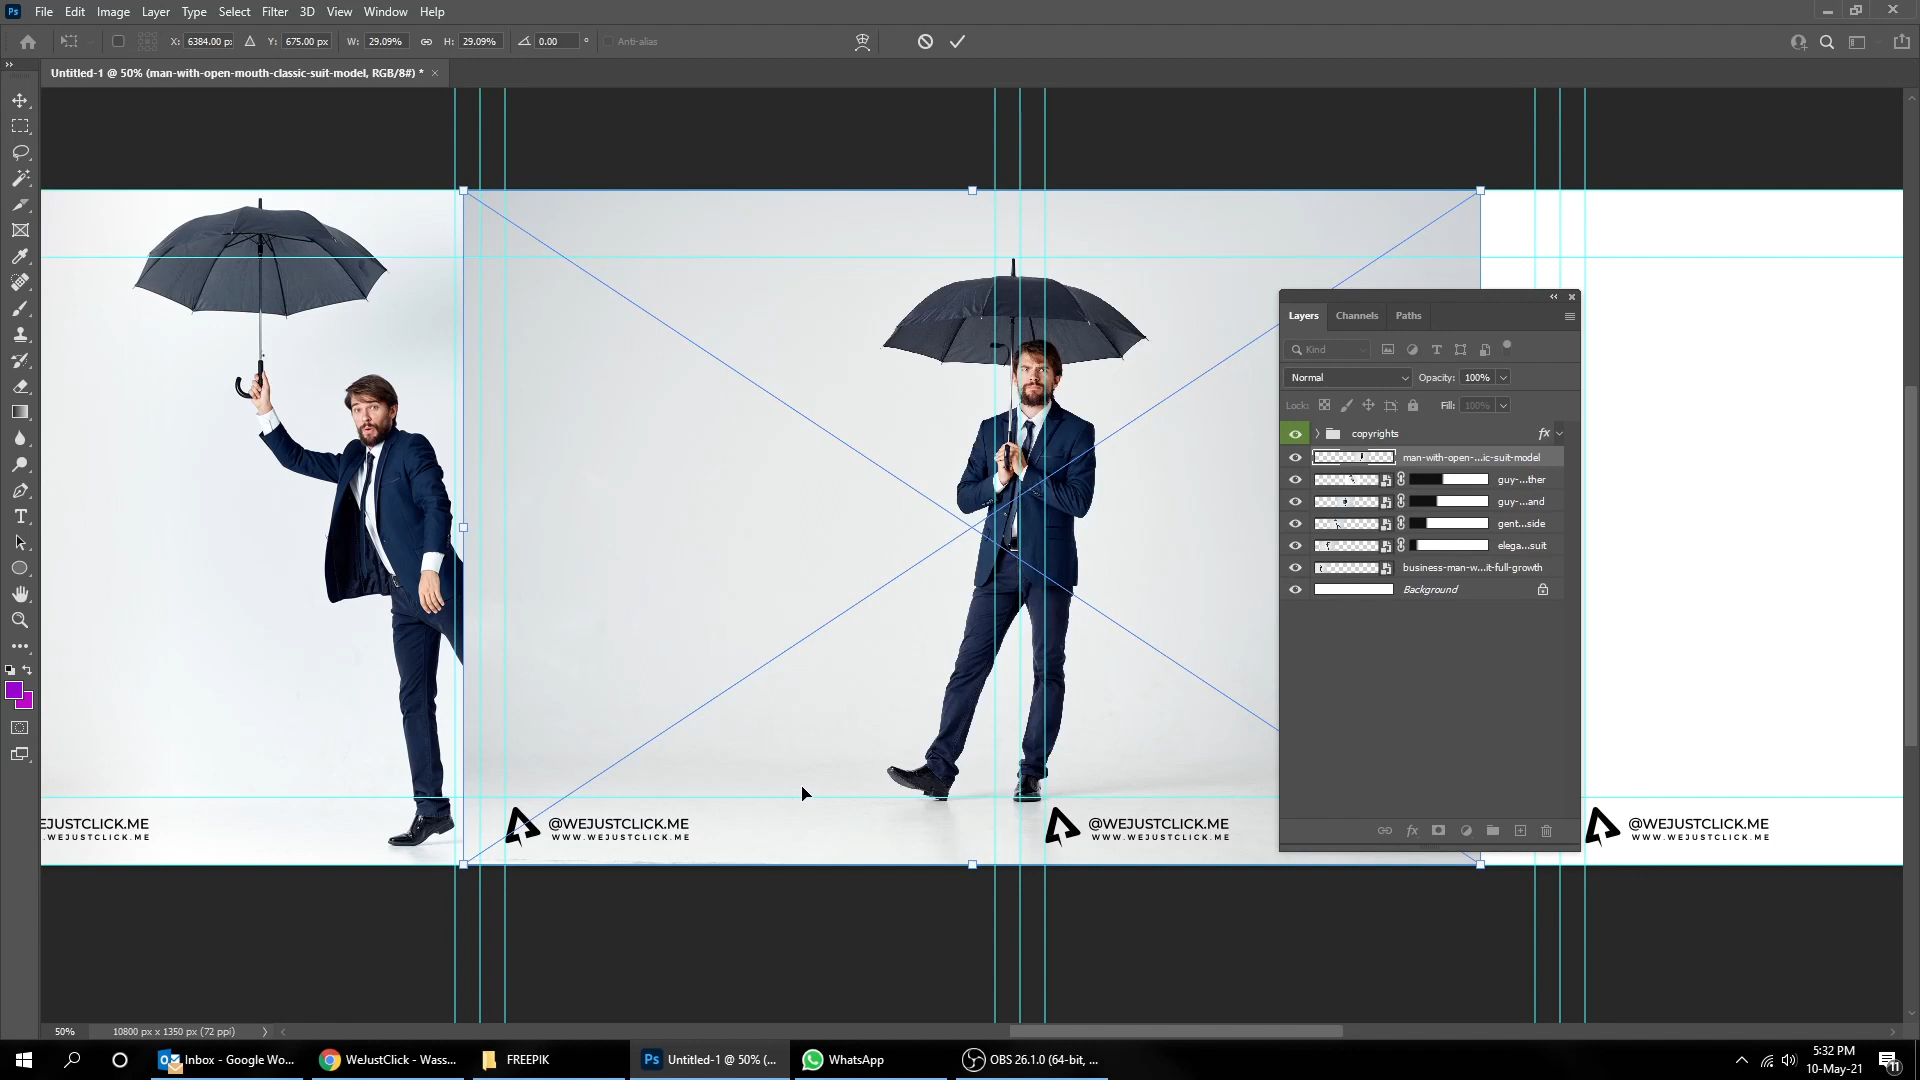 Ps File Edit Image Layer Type Select Filter 3D View Window Help
X: 6384.00 px Y: 675.00 px W: 29.09% H: 29.09% 0.00 ° Anti-alias
Untitled-1 @ 50% (man-with-open-mouth-classic-suit-model, RGB/8#) *
Layers Channels Paths
Kind
Normal Opacity: 100%
Lock: Fill: 100%
copyrights fx
man-with-open-...ic-suit-model
guy-...ther
guy-...and
gent...side
elega...suit
business-man-w...it-full-growth
Background
fx
EJUSTCLICK.ME
.WEJUSTCLICK.ME
@WEJUSTCLICK.ME
WWW.WEJUSTCLICK.ME
@WEJUSTCLICK.ME
WWW.WEJUSTCLICK.ME
@WEJUSTCLICK.ME
WWW.WEJUSTCLICK.ME
50% 10800 px x 1350 px (72 ppi)
Inbox - Google Wo...
WeJustClick - Wass...
FREEPIK
Ps Untitled-1 @ 50% (...
WhatsApp
OBS 26.1.0 (64-bit, ...
5:32 PM
10-May-21
11